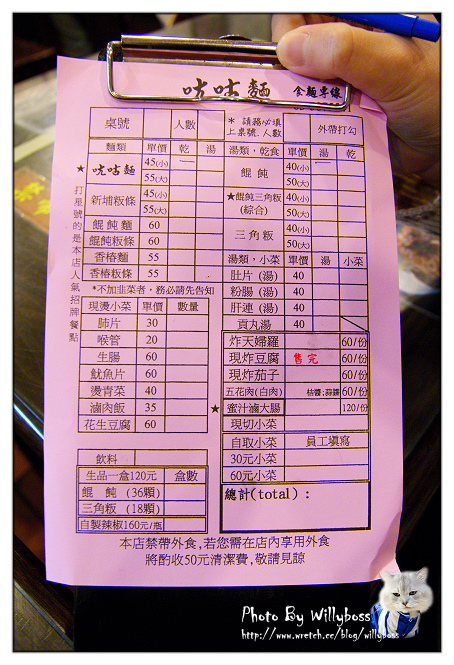 咕咕麵 食麵專線
桌號 人數 * 請務必填上桌號.人數 外帶打勾
麵類 單價 乾 湯
★咕咕麵 45(小) 55(大)
新埔粄條 45(小) 55(大)
餛飩麵 60
餛飩粄條 60
香椿麵 55
香椿粄條 55
*不加韭菜者,務必請先告知
現燙小菜 單價 數量
肺片 30
喉管 20
生腸 60
魷魚片 60
燙青菜 40
滷肉飯 35
花生豆腐 60
飲料
生品一盒120元 盒數
餛飩 (36顆)
三角粄 (18顆)
自製辣椒160元/瓶
打星號的是本店人氣招牌餐點
湯類,乾食 單價 湯 乾
餛飩 40(小) 50(大)
★餛飩三角粄(綜合) 40(小) 50(大)
三角粄 40(小) 50(大)
湯類,小菜 單價 湯 小菜
肚片 (湯) 40
粉腸 (湯) 40
肝連 (湯) 40
貢丸湯 40
炸天婦羅 60/份
現炸豆腐 售完 60/份
現炸茄子 60/份
五花肉(白肉) 桔醬;蒜醬 60/份
★蜜汁滷大腸 120/份
現切小菜
自取小菜 員工填寫
30元小菜
60元小菜
總計(total):
本店禁帶外食,若您需在店內享用外食
將酌收50元清潔費,敬請見諒
Photo By Willyboss
http://www.wretch.cc/blog/willyboss